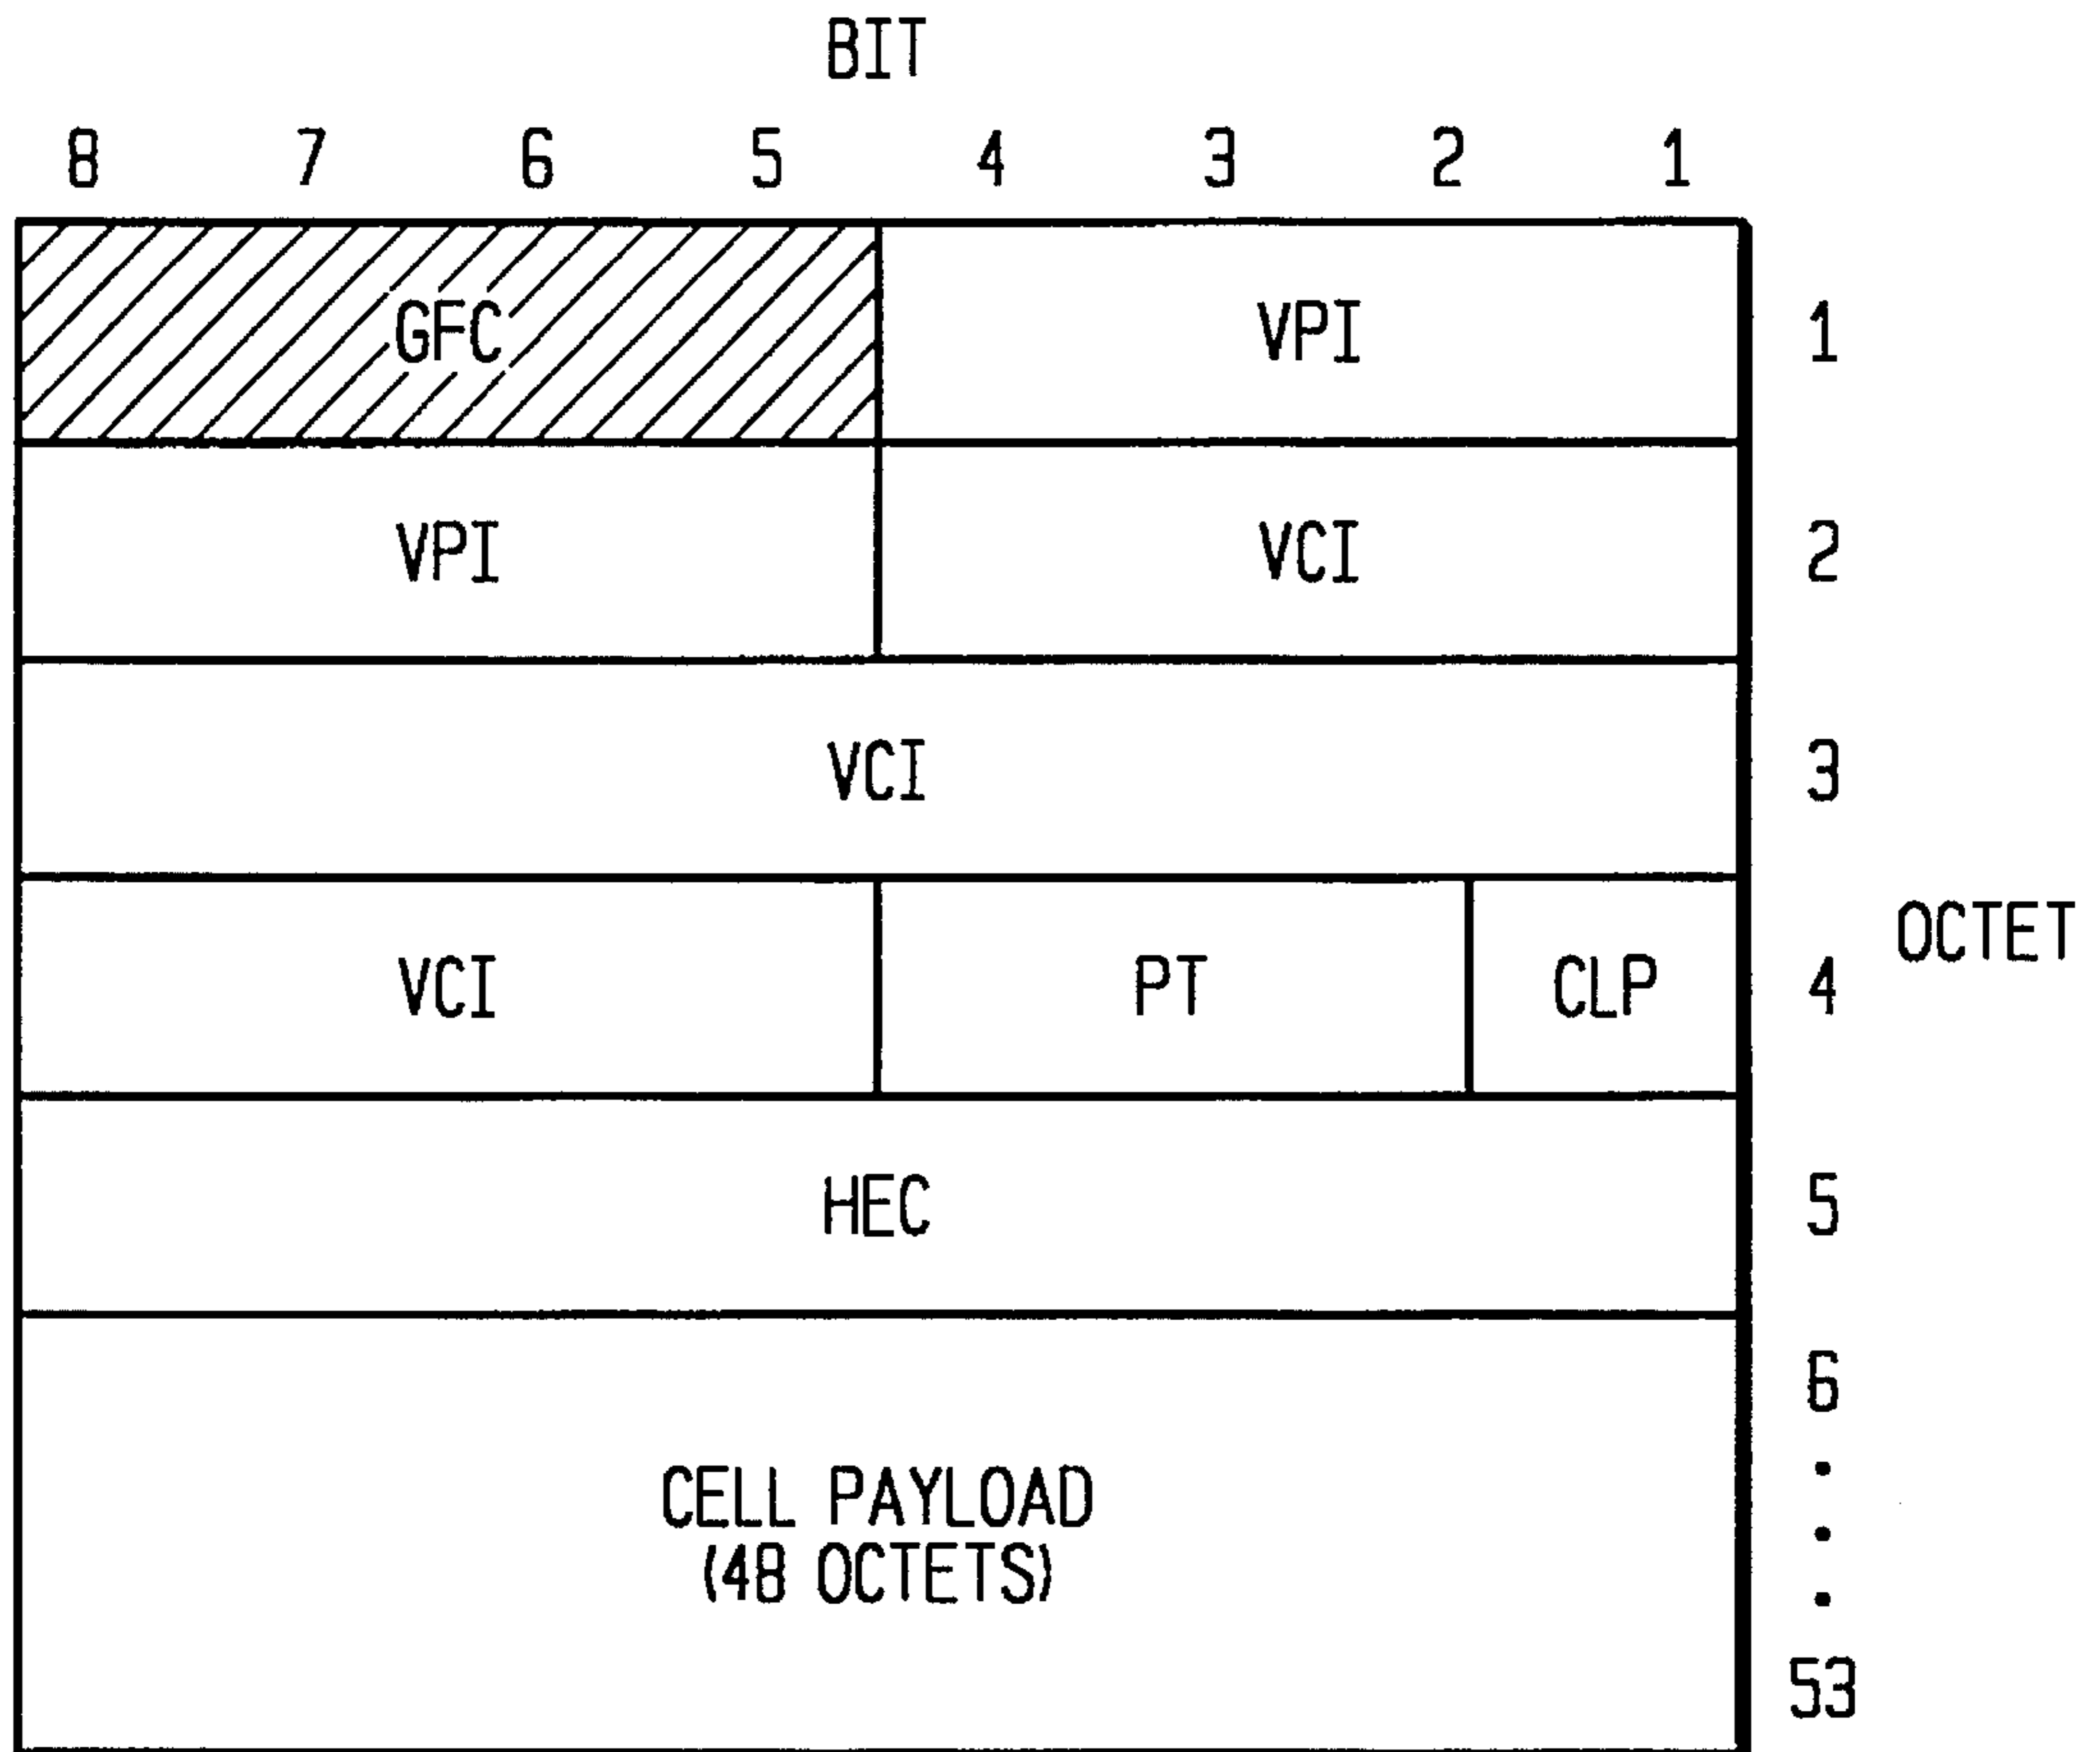 BIT
8 7 6 5 4 3 2 1
GFC VPI 1
VPI VCI 2
VCI 3
OCTET
VCI PT CLP 4
HEC 5
6
CELL PAYLOAD
(48 OCTETS)
53